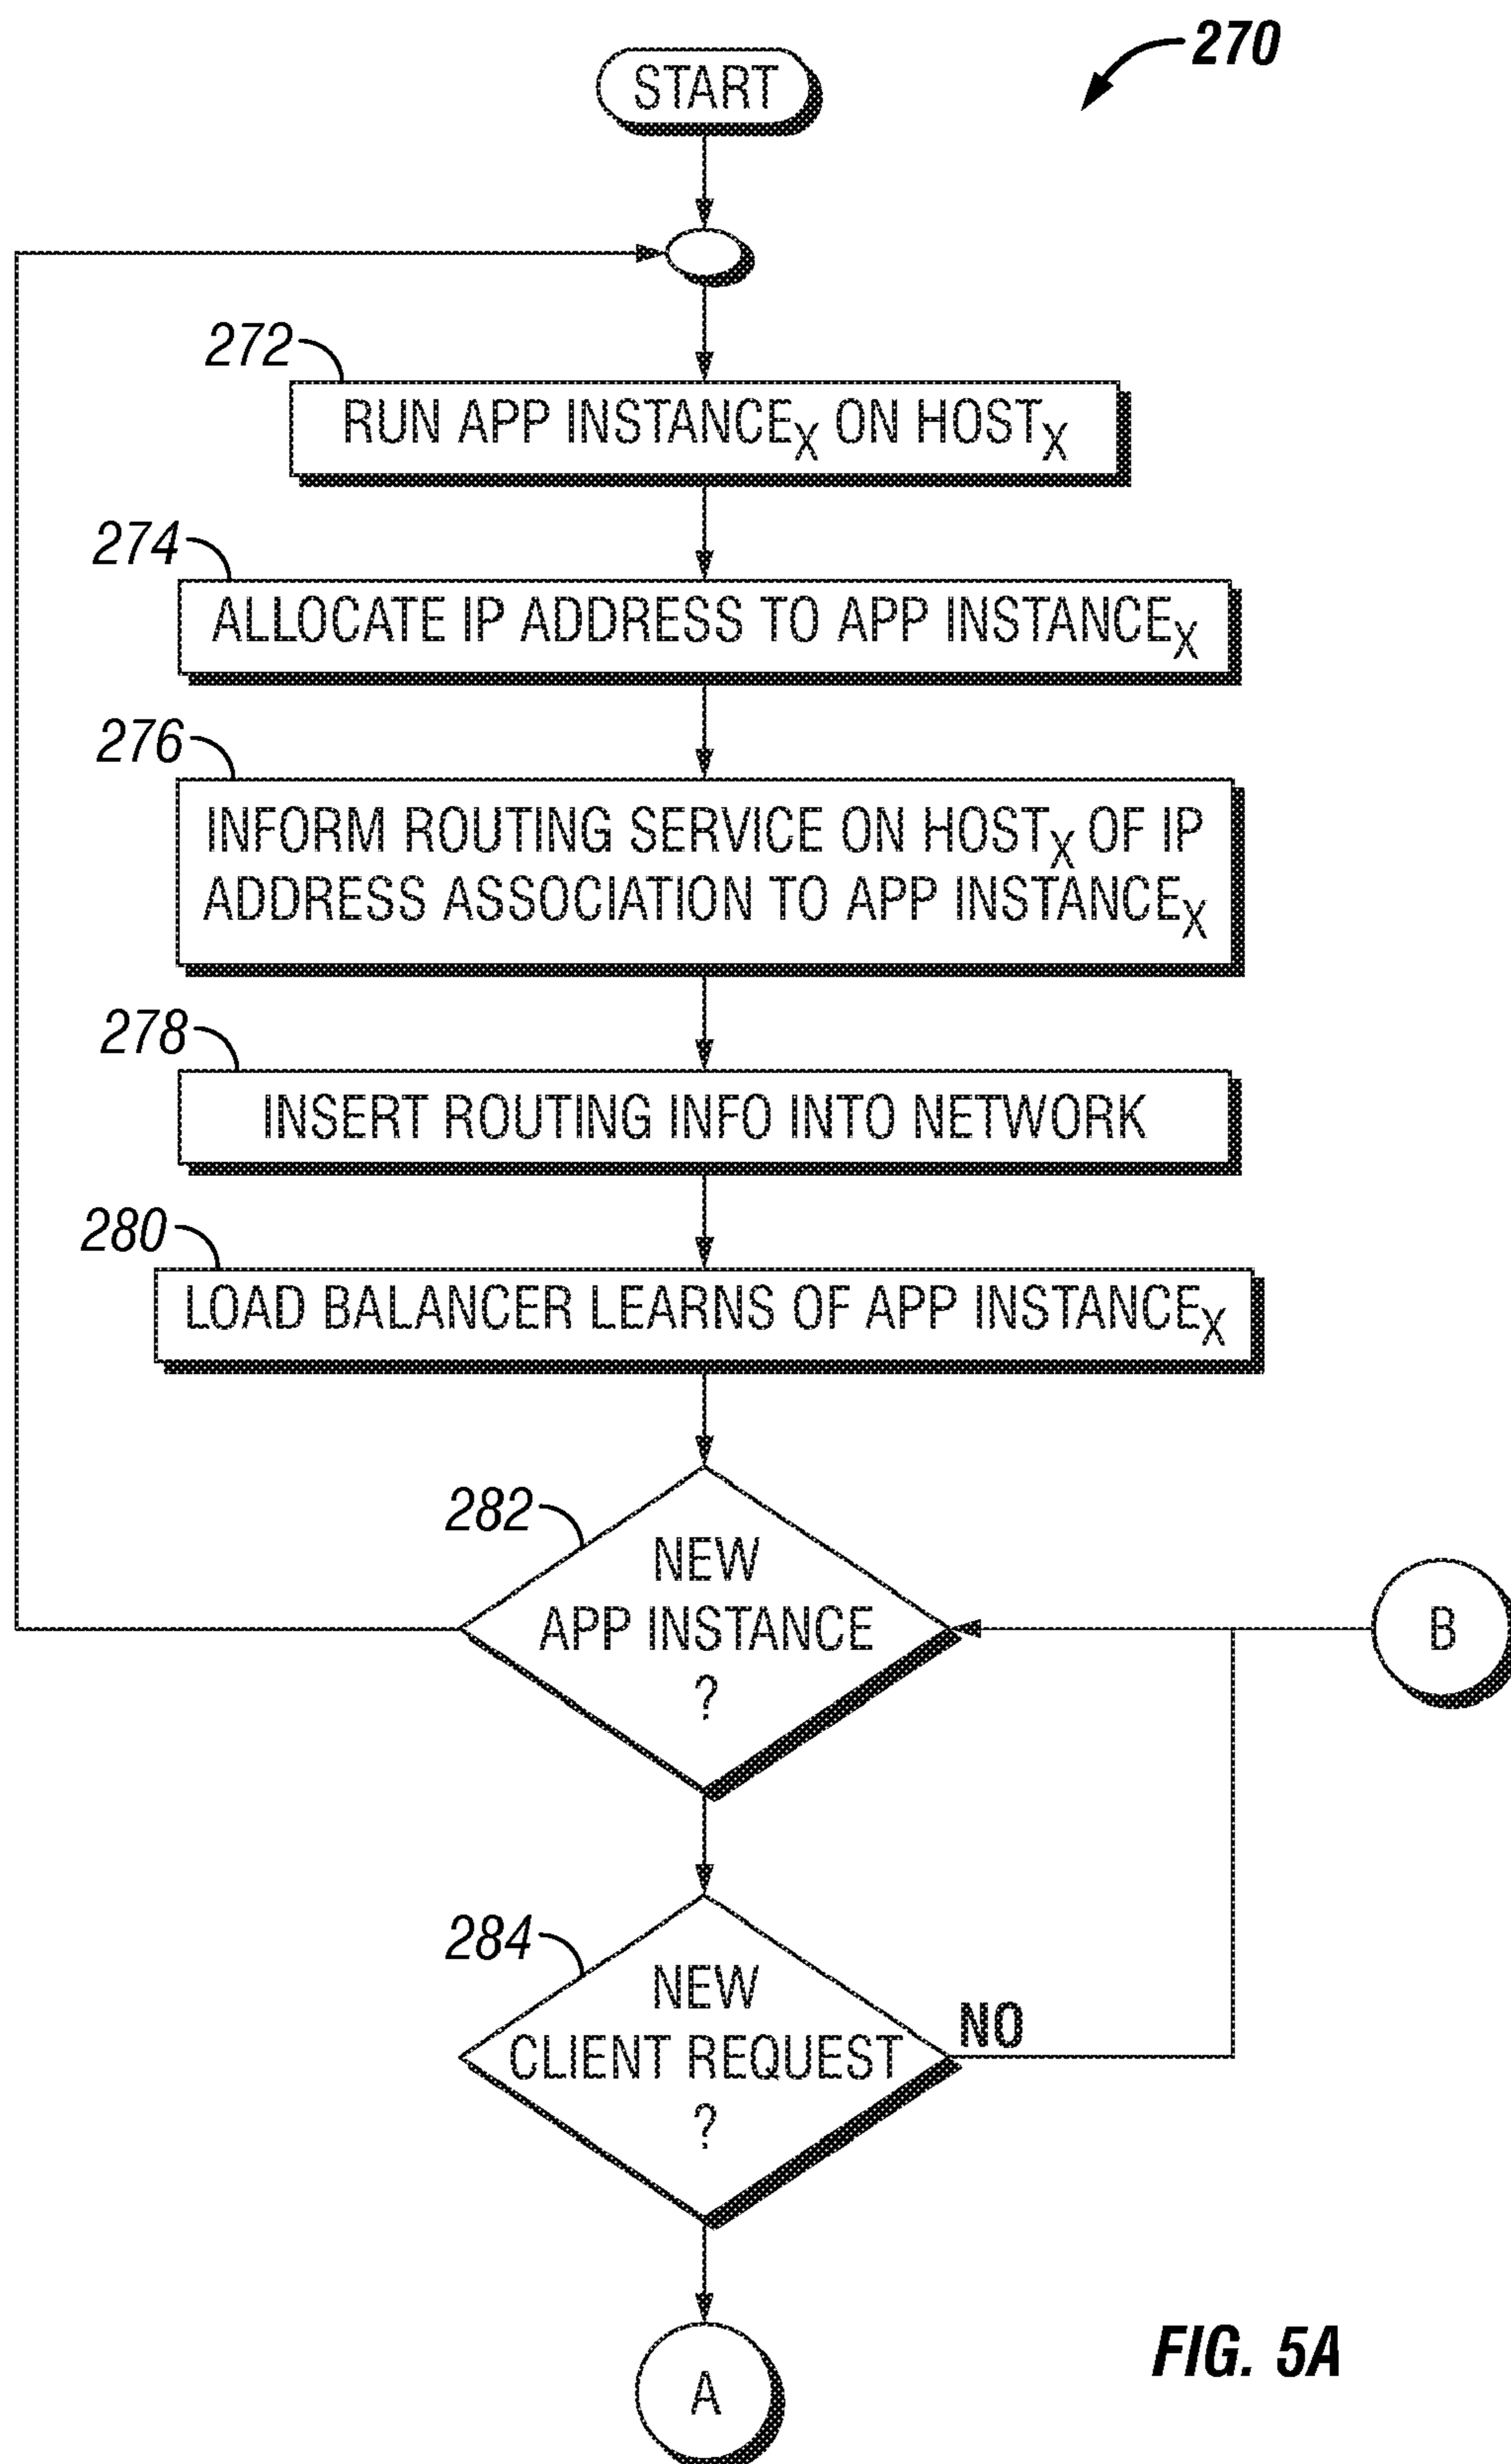 270
START
272
RUN APP INSTANCEX ON HOSTX
274
ALLOCATE IP ADDRESS TO APP INSTANCEX
276
INFORM ROUTING SERVICE ON HOSTX OF IP
ADDRESS ASSOCIATION TO APP INSTANCEX
278
INSERT ROUTING INFO INTO NETWORK
280
LOAD BALANCER LEARNS OF APP INSTANCEX
282
NEW
APP INSTANCE
?
B
284
NEW
CLIENT REQUEST
?
NO
A
FIG. 5A